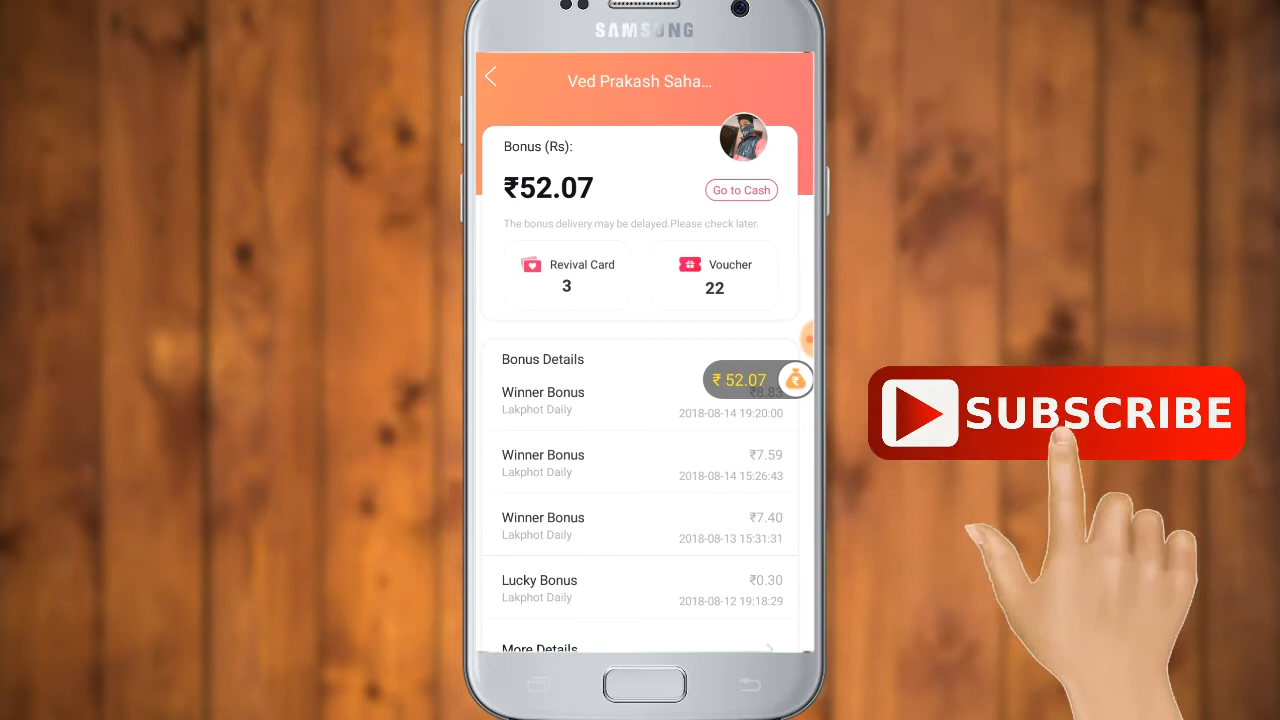 SAMSUNG
Ved Prakash Saha...
Bonus (Rs):
₹52.07
Go to Cash
The bonus delivery may be delayed.Please check later.
Revival Card
3
Voucher
22
Bonus Details
₹ 52.07
Winner Bonus
₹8.83
Lakphot Daily
2018-08-14 19:20:00
Winner Bonus
₹7.59
Lakphot Daily
2018-08-14 15:26:43
Winner Bonus
₹7.40
Lakphot Daily
2018-08-13 15:31:31
Lucky Bonus
₹0.30
Lakphot Daily
2018-08-12 19:18:29
More Details
SUBSCRIBE